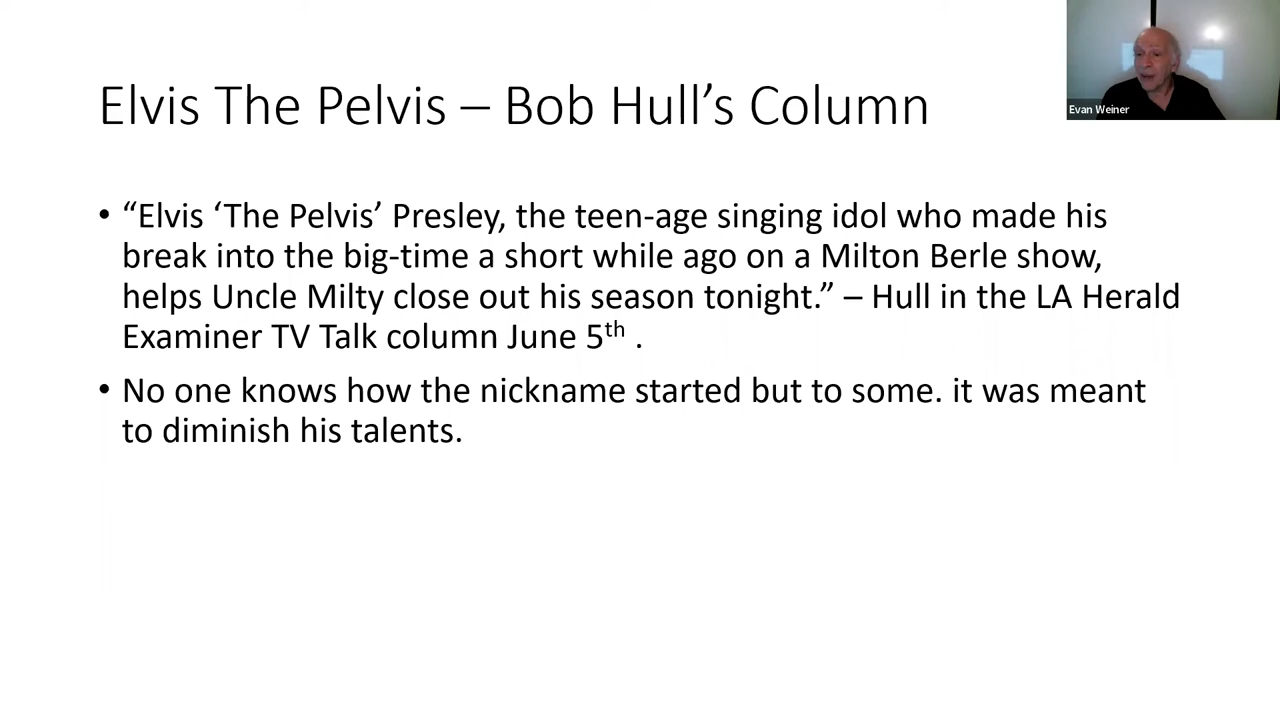 Elvis The Pelvis – Bob Hull’s Column
Evan Weiner
• “Elvis ‘The Pelvis’ Presley, the teen-age singing idol who made his
break into the big-time a short while ago on a Milton Berle show,
helps Uncle Milty close out his season tonight.” – Hull in the LA Herald
Examiner TV Talk column June 5th .
• No one knows how the nickname started but to some. it was meant
to diminish his talents.